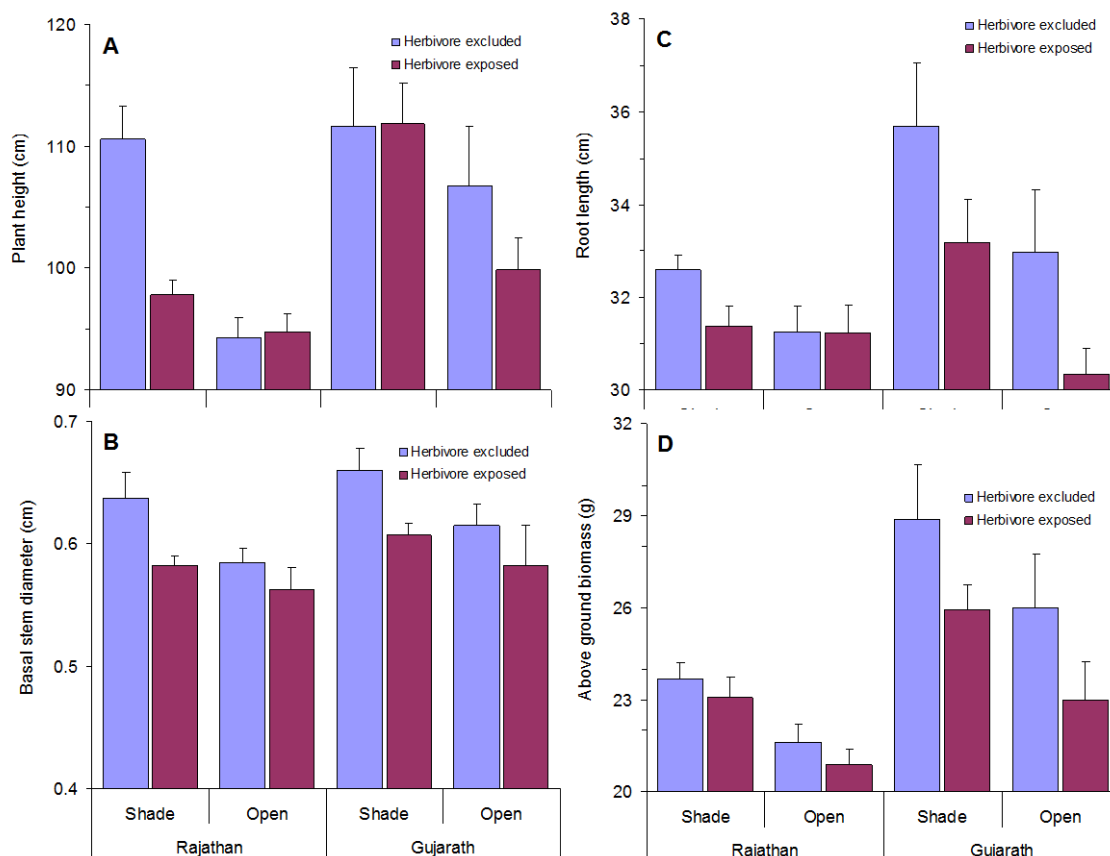 A
Herbivore excluded
Herbivore exposed
Plant height (cm)
120
110
100
90
C
Herbivore excluded
Herbivore exposed
Root length (cm)
38
36
34
32
30
B
Herbivore excluded
Herbivore exposed
Basal stem diameter (cm)
0.7
0.6
0.5
0.4
Shade Open Shade Open
Rajathan Gujarath
D
Herbivore excluded
Herbivore exposed
Above ground biomass (g)
32
29
26
23
20
Shade Open Shade Open
Rajathan Gujarath